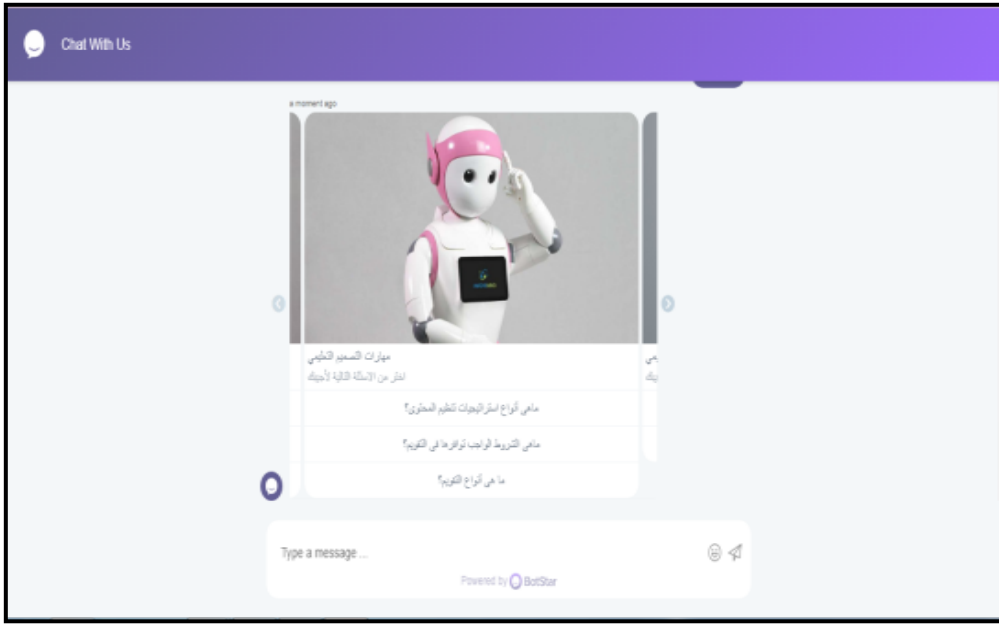 Chat With Us
a moment ago
مهارات التصميم التعليمي
اختر من الاسئلة التالية لأجيبك
ماهي أنواع استراتيجيات تنظيم المحتوى؟
ماهي الشروط الواجب توافرها في التقويم؟
ما هي أنواع التقويم؟
Type a message ...
Powered by BotStar